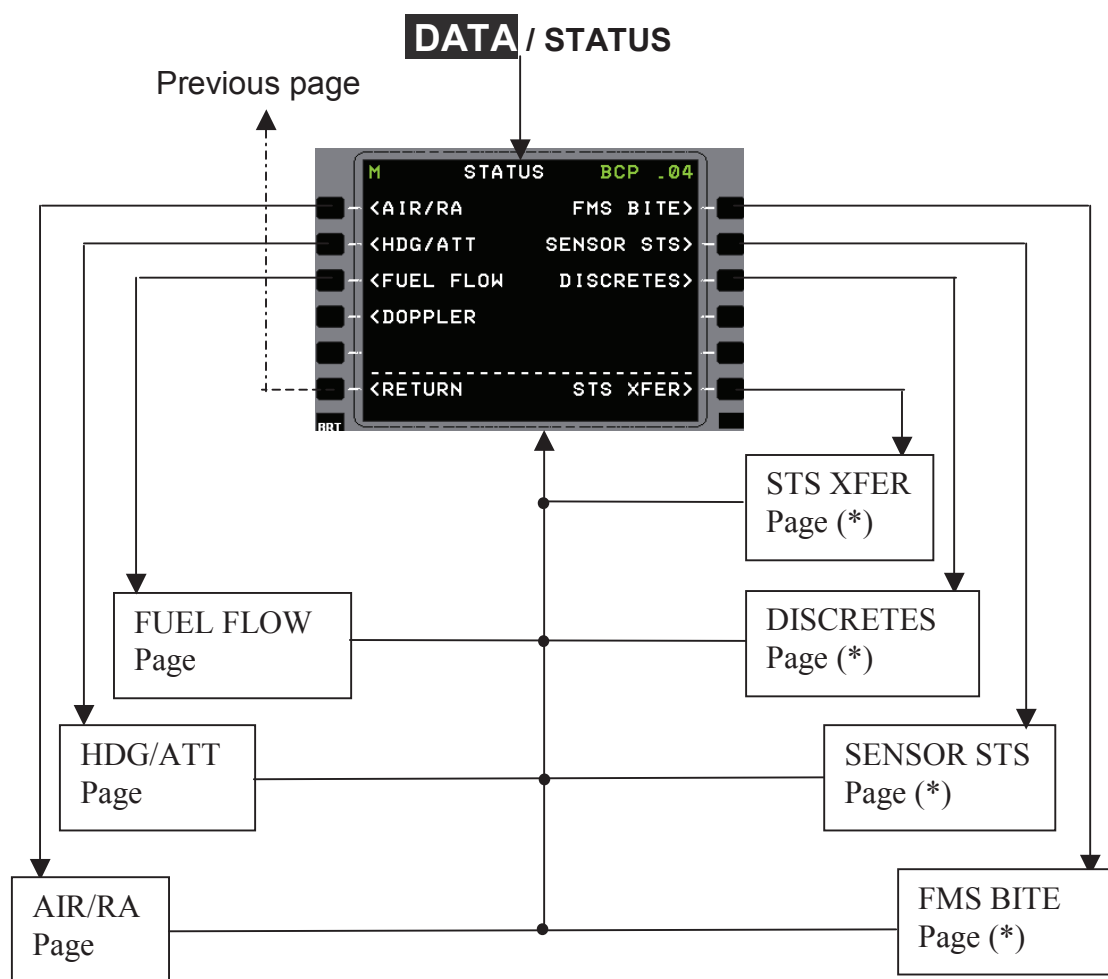 DATA / STATUS
Previous page
M STATUS BCP .04
<AIR/RA FMS BITE>
<HDG/ATT SENSOR STS>
<FUEL FLOW DISCRETES>
<DOPPLER
<RETURN STS XFER>
BRT
STS XFER
Page (*)
FUEL FLOW
Page
DISCRETES
Page (*)
HDG/ATT
Page
SENSOR STS
Page (*)
AIR/RA
Page
FMS BITE
Page (*)